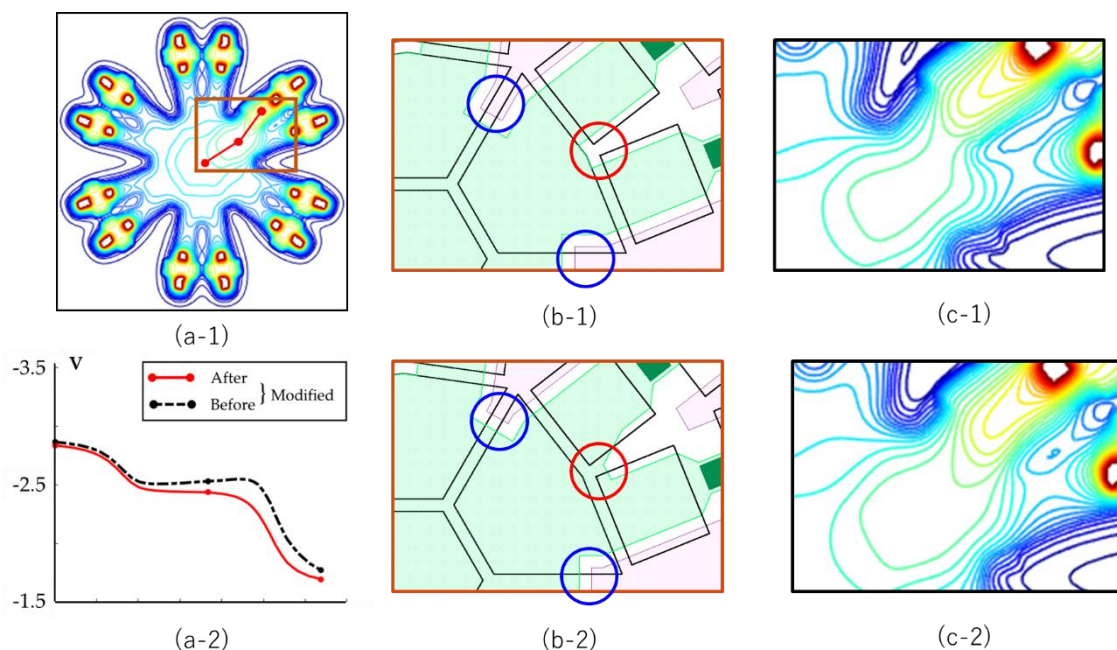 (a-1)
(b-1)
(c-1)
-3.5
V
After
Before
} Modified
-2.5
-1.5
(a-2)
(b-2)
(c-2)